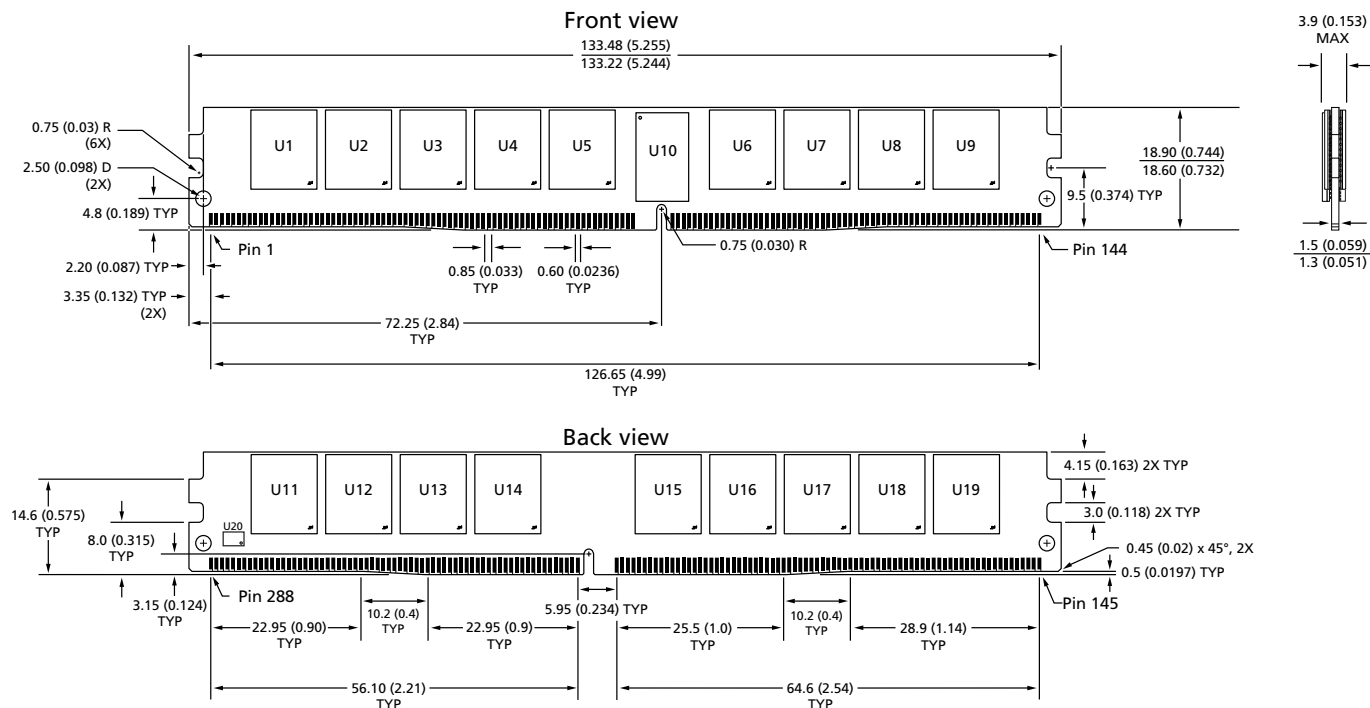 Front view
133.48 (5.255)
133.22 (5.244)
3.9 (0.153)
MAX
0.75 (0.03) R
(6X)
2.50 (0.098) D
(2X)
4.8 (0.189) TYP
U1
U2
U3
U4
U5
U10
U6
U7
U8
U9
18.90 (0.744)
18.60 (0.732)
9.5 (0.374) TYP
Pin 1
0.75 (0.030) R
Pin 144
2.20 (0.087) TYP
0.85 (0.033)
TYP
0.60 (0.0236)
TYP
1.5 (0.059)
1.3 (0.051)
3.35 (0.132) TYP
(2X)
72.25 (2.84)
TYP
126.65 (4.99)
TYP
Back view
U11
U12
U13
U14
U15
U16
U17
U18
U19
U20
4.15 (0.163) 2X TYP
14.6 (0.575)
TYP
3.0 (0.118) 2X TYP
8.0 (0.315)
TYP
0.45 (0.02) x 45°, 2X
0.5 (0.0197) TYP
3.15 (0.124)
TYP
Pin 288
5.95 (0.234) TYP
Pin 145
22.95 (0.90)
TYP
10.2 (0.4)
TYP
22.95 (0.9)
TYP
25.5 (1.0)
TYP
10.2 (0.4)
TYP
28.9 (1.14)
TYP
56.10 (2.21)
TYP
64.6 (2.54)
TYP